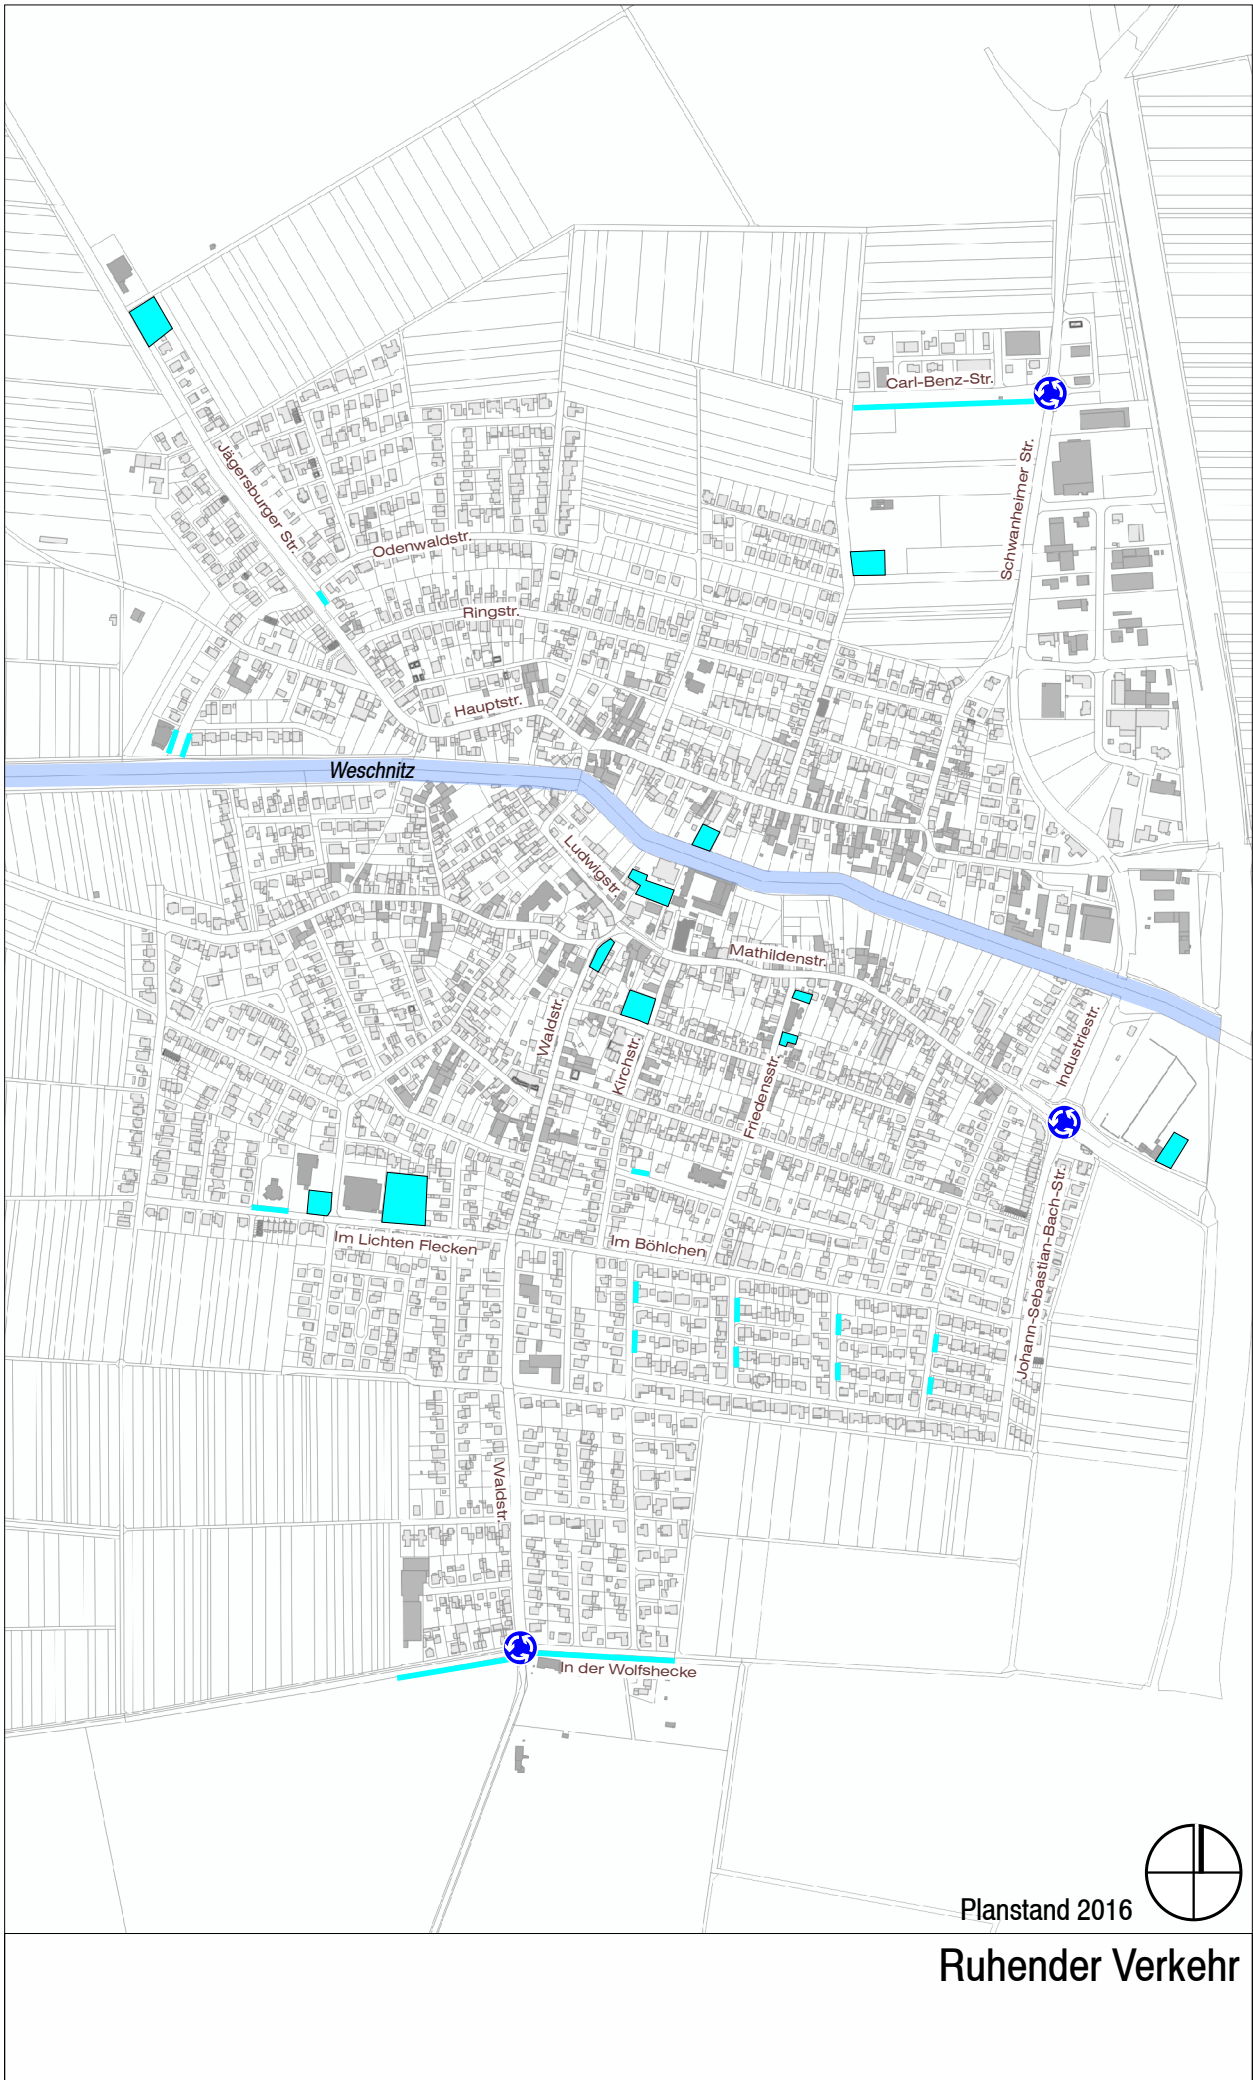 Carl-Benz-Str.
Jägersburger Str.
Schwanheimer Str.
Odenwaldstr.
Ringstr.
Hauptstr.
Weschnitz
Ludwigstr.
Mathildenstr.
Waldstr.
Kirchstr.
Friedensstr.
Industriestr.
Johann-Sebastian-Bach-Str.
Im Lichten Flecken
Im Böhlchen
Waldstr.
In der Wolfshecke
Planstand 2016
Ruhender Verkehr